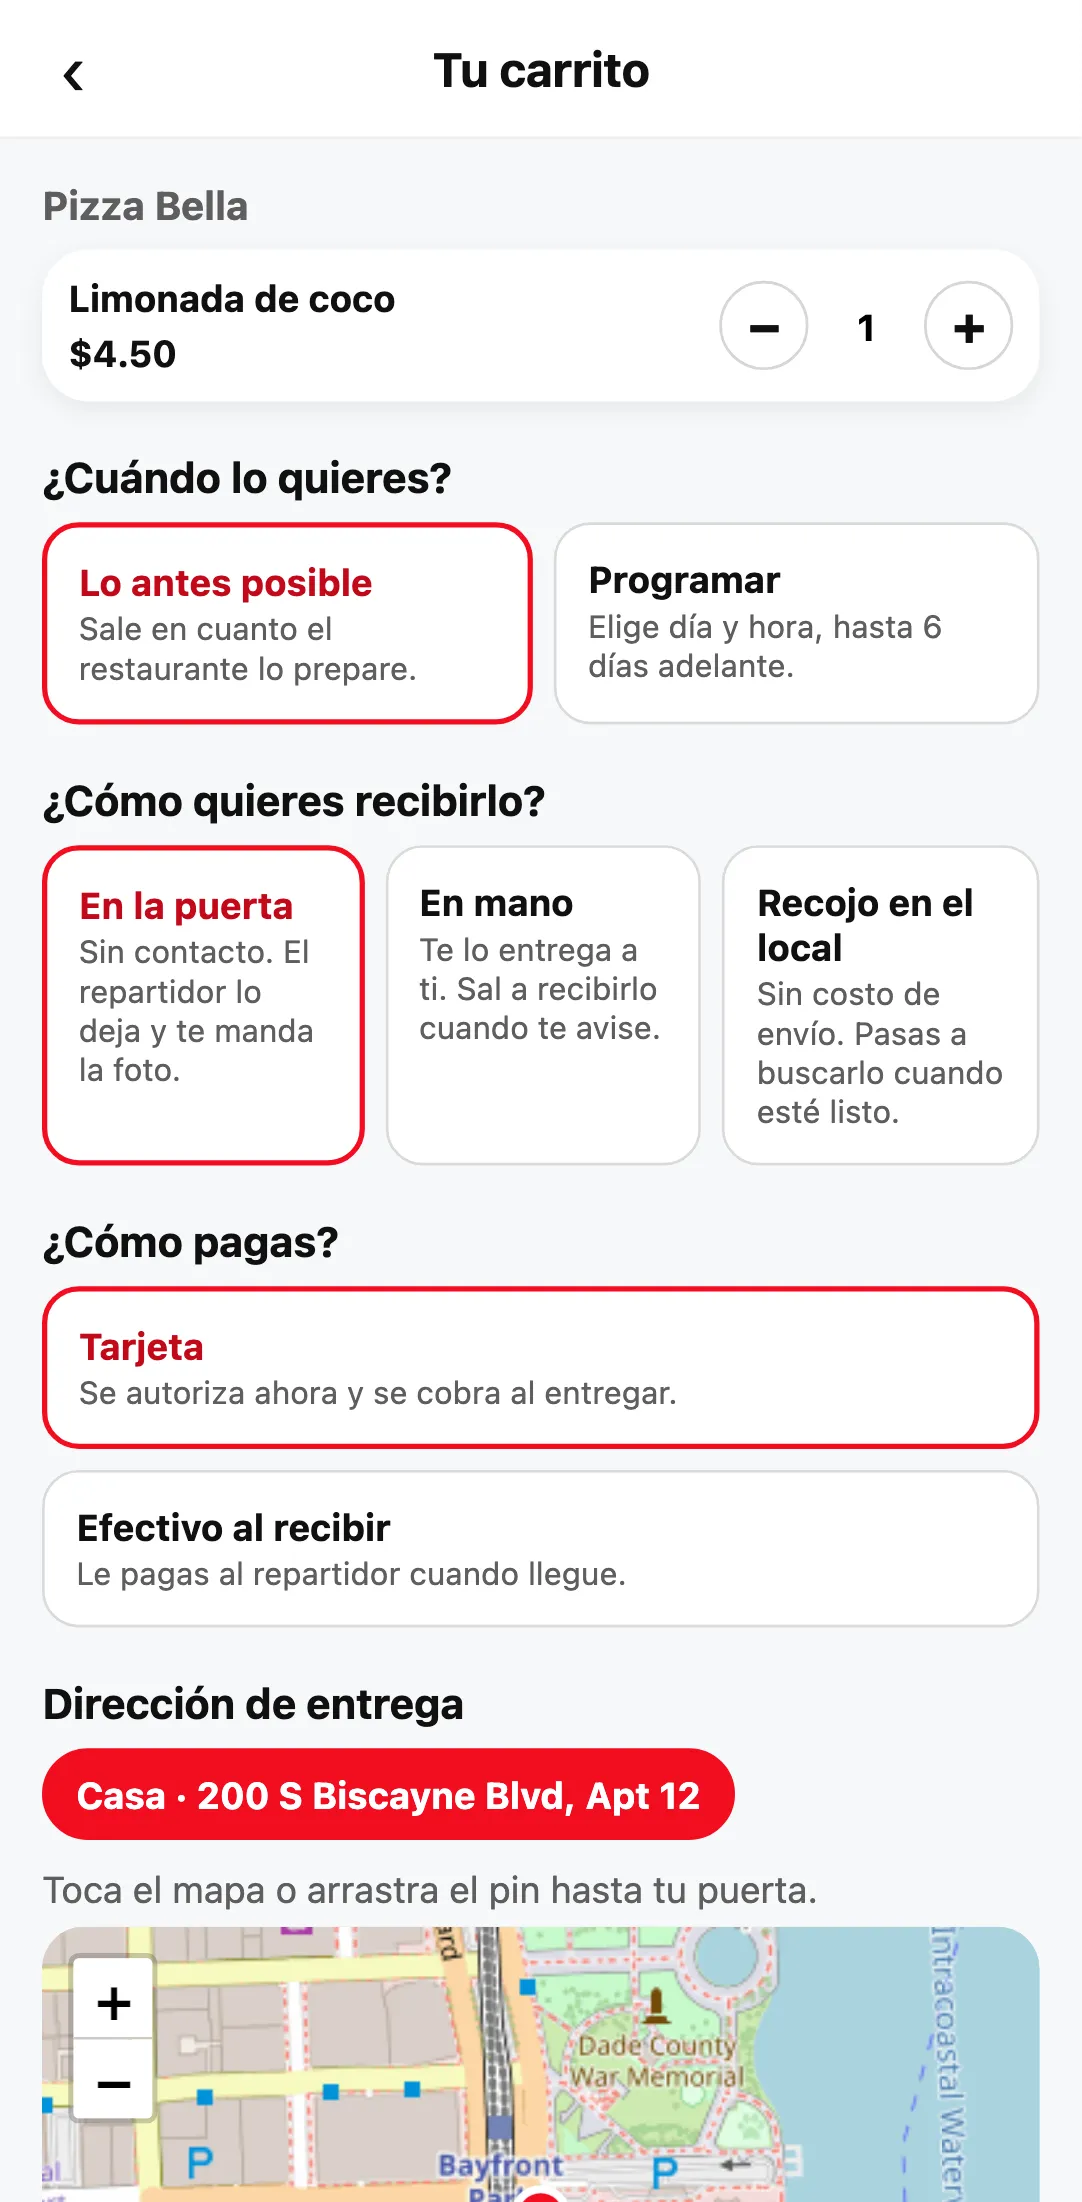 Tu carrito
Pizza Bella
Limonada de coco
$4.50
− 1 +
¿Cuándo lo quieres?
Lo antes posible
Sale en cuanto el
restaurante lo prepare.
Programar
Elige día y hora, hasta 6
días adelante.
¿Cómo quieres recibirlo?
En la puerta
Sin contacto. El
repartidor lo
deja y te manda
la foto.
En mano
Te lo entrega a
ti. Sal a recibirlo
cuando te avise.
Recojo en el
local
Sin costo de
envío. Pasas a
buscarlo cuando
esté listo.
¿Cómo pagas?
Tarjeta
Se autoriza ahora y se cobra al entregar.
Efectivo al recibir
Le pagas al repartidor cuando llegue.
Dirección de entrega
Casa · 200 S Biscayne Blvd, Apt 12
Toca el mapa o arrastra el pin hasta tu puerta.
+
−
Dade County
War Memorial
Intracoastal
P
Bayfront
P